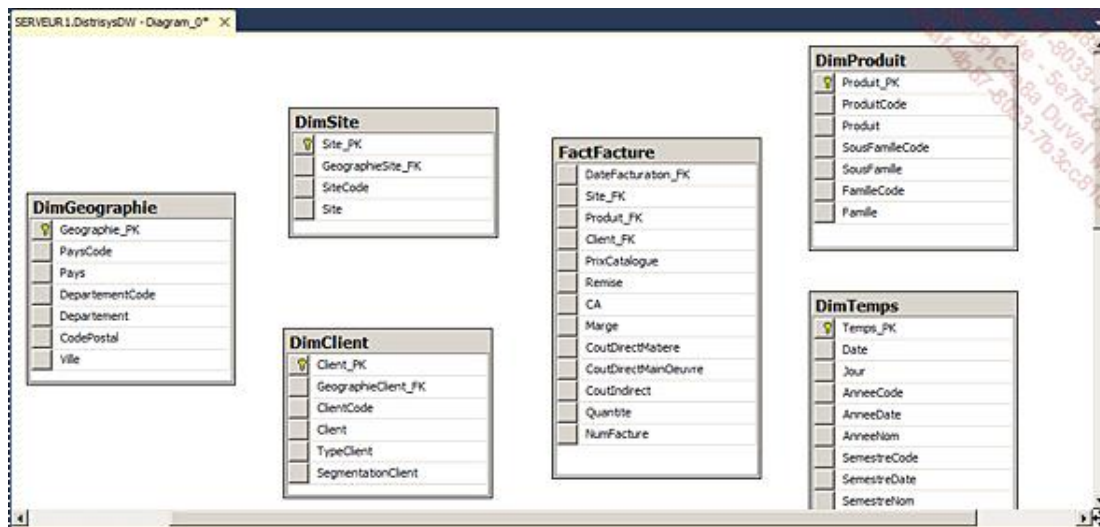 SERVEUR1.DistrisysDW - Diagram_0*
DimGeographie
Geographie_PK
PaysCode
Pays
DepartementCode
Departement
CodePostal
Ville
DimSite
Site_PK
GeographieSite_FK
SiteCode
Site
DimClient
Client_PK
GeographieClient_FK
ClientCode
Client
TypeClient
SegmentationClient
FactFacture
DateFacturation_FK
Site_FK
Produit_FK
Client_FK
PrixCatalogue
Remise
CA
Marge
CoutDirectMatiere
CoutDirectMainOeuvre
CoutIndirect
Quantite
NumFacture
DimProduit
Produit_PK
ProduitCode
Produit
SousFamilleCode
SousFamille
FamilleCode
Famille
DimTemps
Temps_PK
Date
Jour
AnneeCode
AnneeDate
AnneeNom
SemestreCode
SemestreDate
SemestreNom